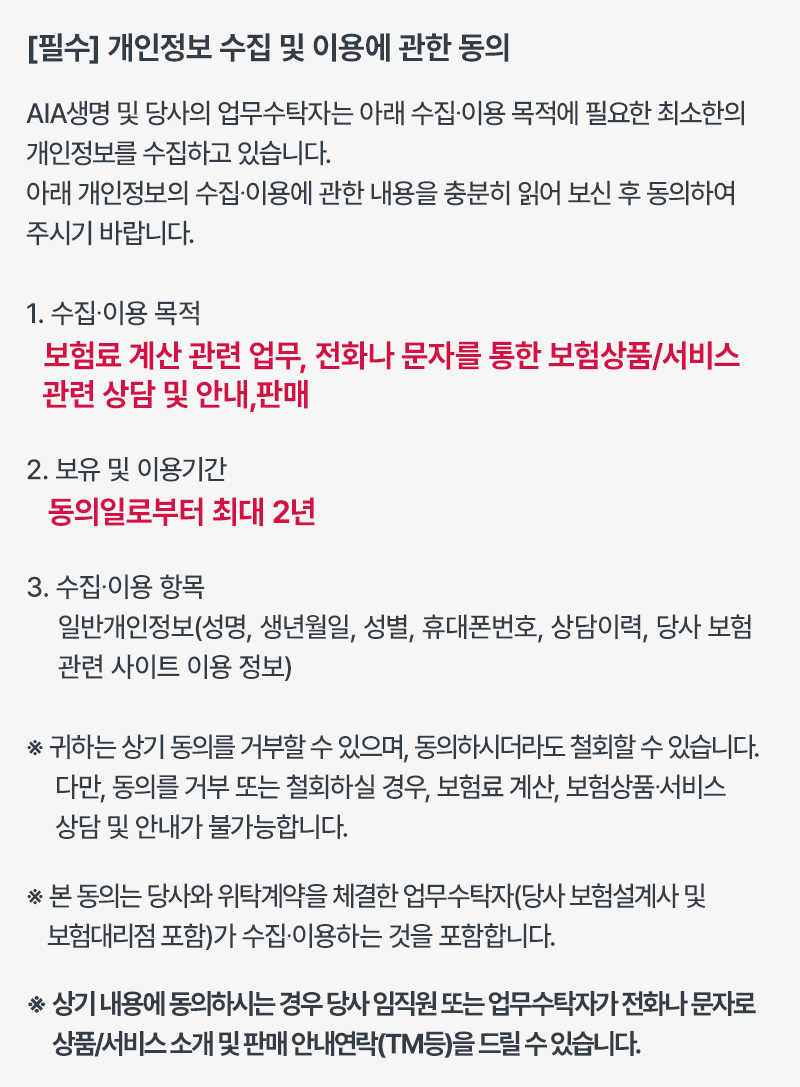 [필수] 개인정보 수집 및 이용에 관한 동의
AIA생명 및 당사의 업무수탁자는 아래 수집·이용 목적에 필요한 최소한의
개인정보를 수집하고 있습니다.
아래 개인정보의 수집·이용에 관한 내용을 충분히 읽어 보신 후 동의하여
주시기 바랍니다.
1. 수집·이용 목적
보험료 계산 관련 업무, 전화나 문자를 통한 보험상품/서비스
관련 상담 및 안내,판매
2. 보유 및 이용기간
동의일로부터 최대 2년
3. 수집·이용 항목
일반개인정보(성명, 생년월일, 성별, 휴대폰번호, 상담이력, 당사 보험
관련 사이트 이용 정보)
※ 귀하는 상기 동의를 거부할 수 있으며, 동의하시더라도 철회할 수 있습니다.
다만, 동의를 거부 또는 철회하실 경우, 보험료 계산, 보험상품·서비스
상담 및 안내가 불가능합니다.
※ 본 동의는 당사와 위탁계약을 체결한 업무수탁자(당사 보험설계사 및
보험대리점 포함)가 수집·이용하는 것을 포함합니다.
※ 상기 내용에 동의하시는 경우 당사 임직원 또는 업무수탁자가 전화나 문자로
상품/서비스 소개 및 판매 안내연락(TM등)을 드릴 수 있습니다.